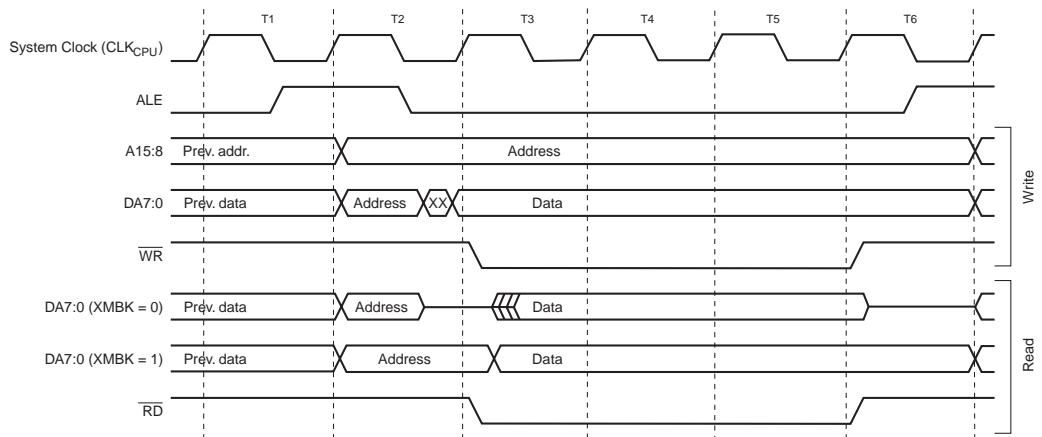 T1 T2 T3 T4 T5 T6
System Clock (CLKCPU)
ALE
A15:8 Prev. addr. Address
DA7:0 Prev. data Address XX Data
WR
Write
DA7:0 (XMBK = 0) Prev. data Address Data
DA7:0 (XMBK = 1) Prev. data Address Data
RD
Read